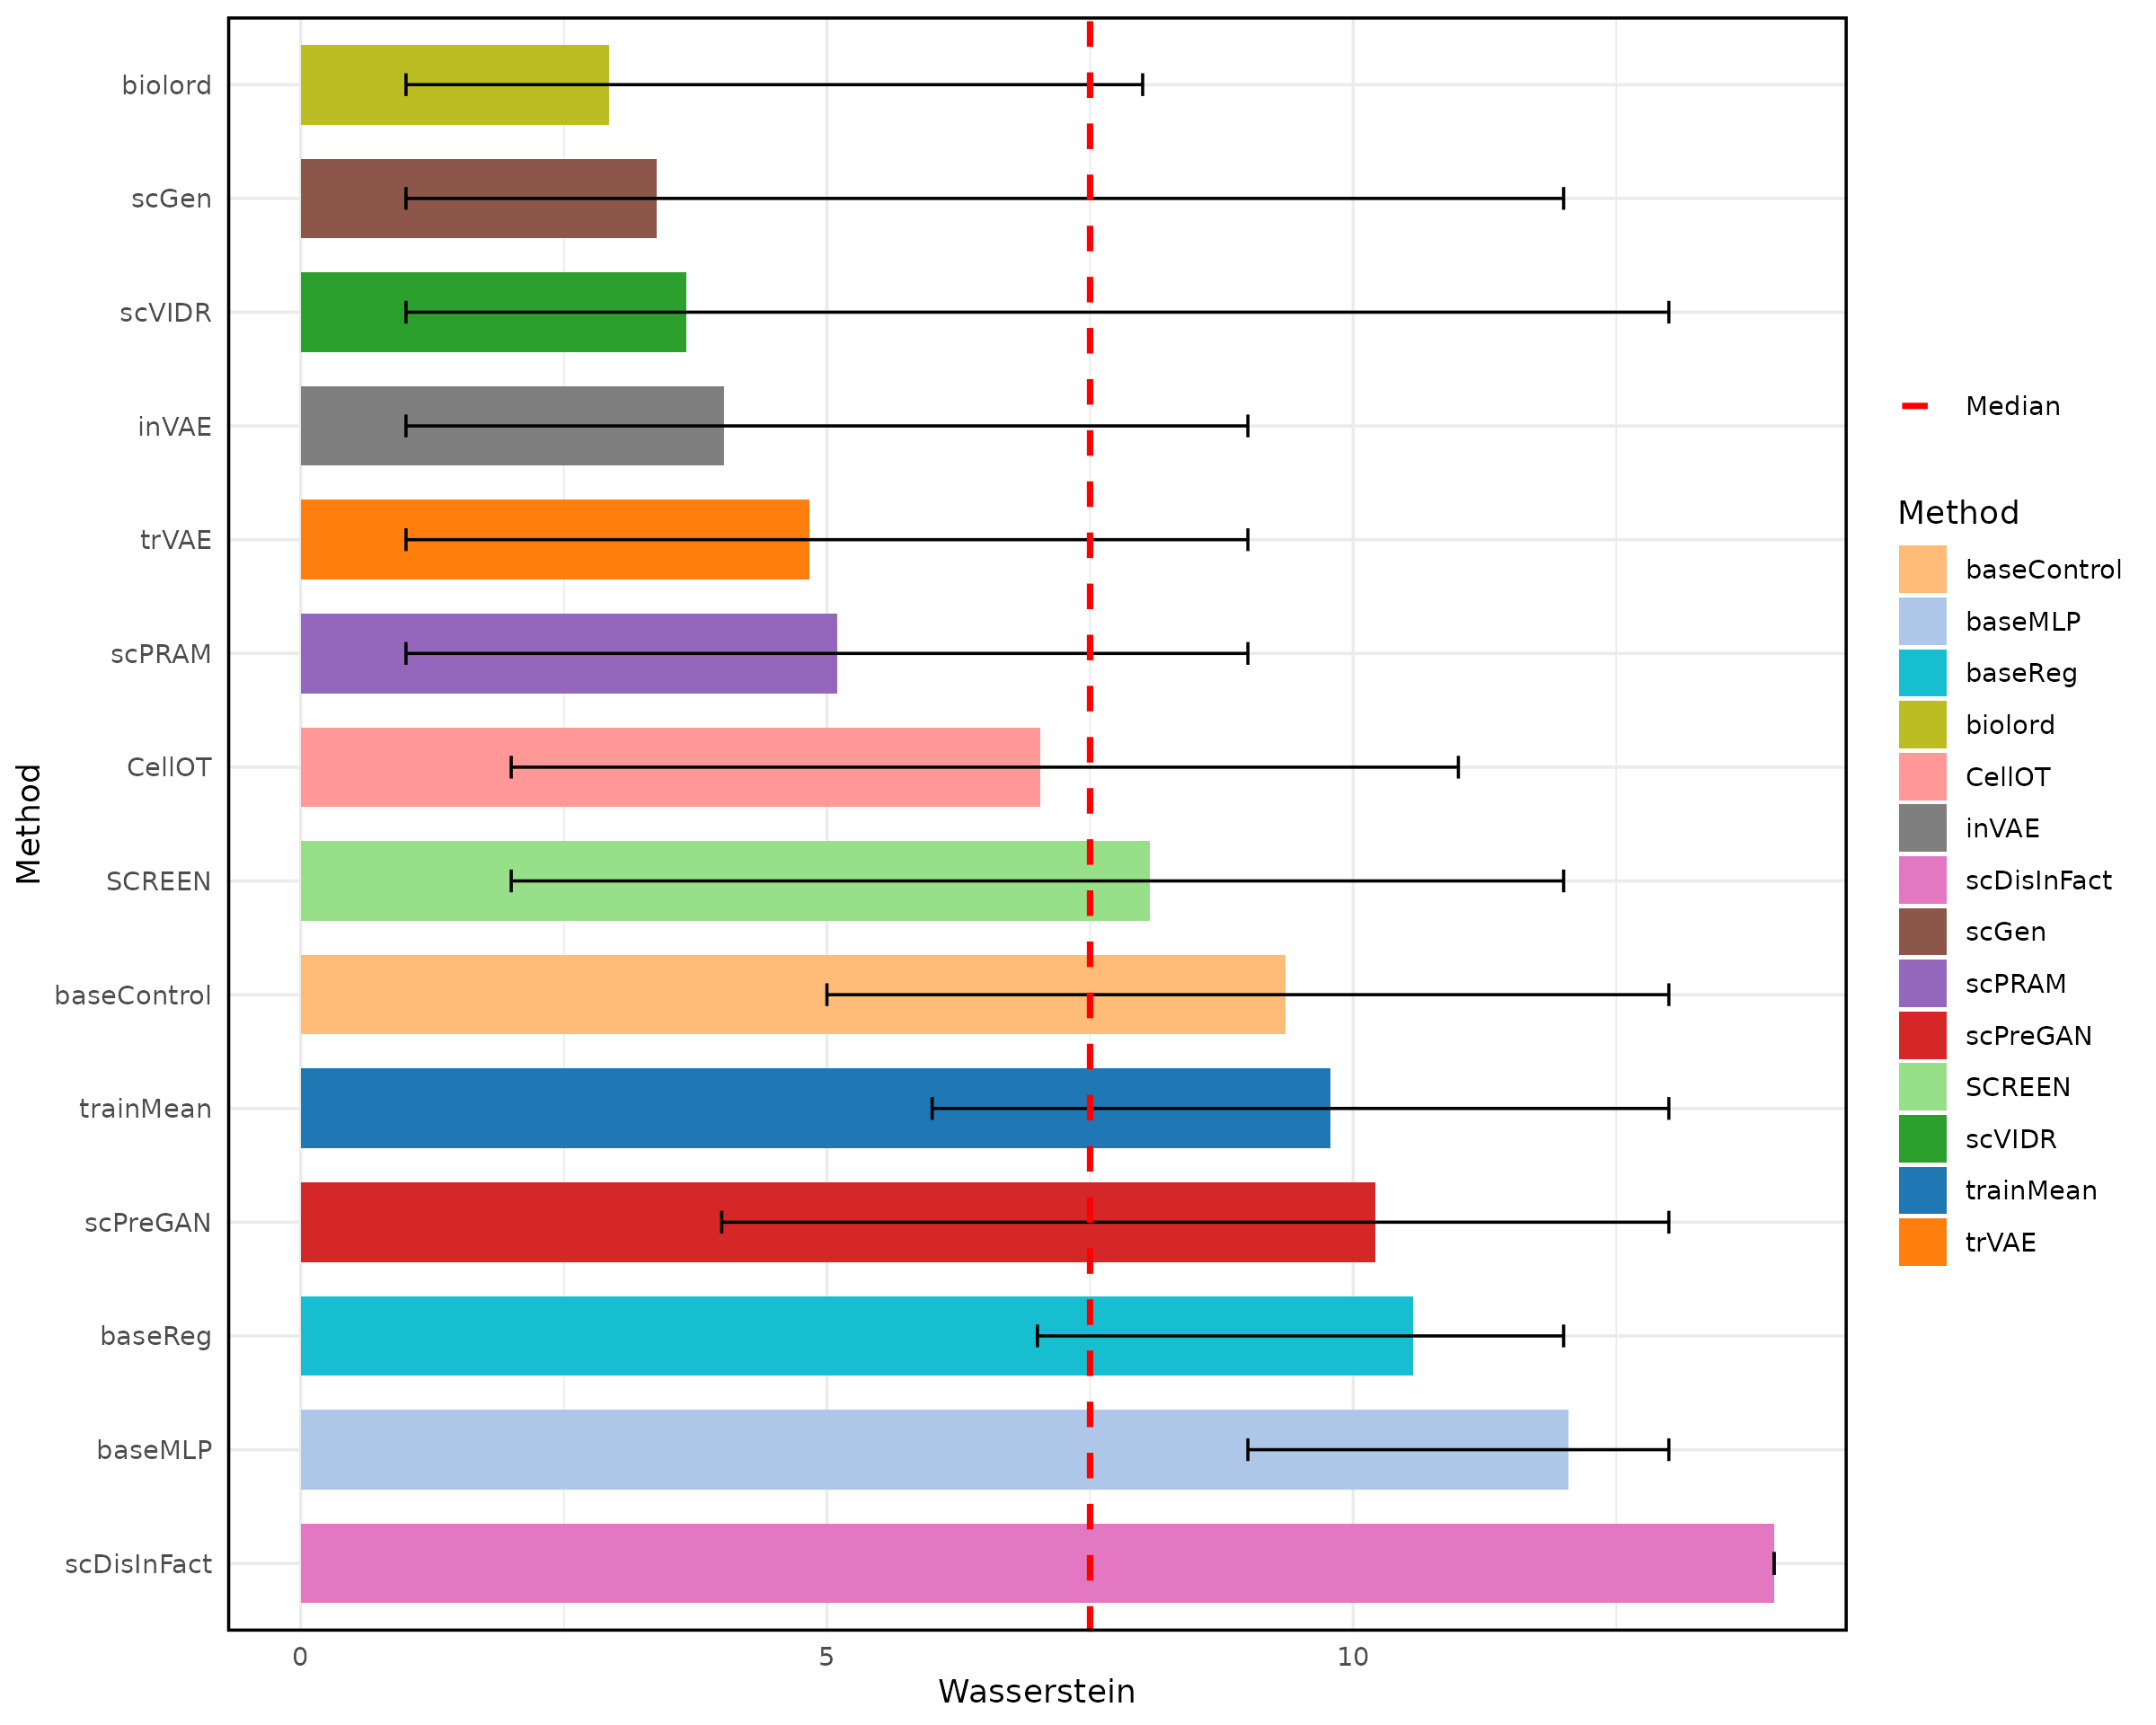 biolord
scGen
scVIDR
inVAE
trVAE
scPRAM
CellOT
SCREEN
baseControl
trainMean
scPreGAN
baseReg
baseMLP
scDisInFact
Method
0 5 10
Wasserstein
Median
Method
baseControl
baseMLP
baseReg
biolord
CellOT
inVAE
scDisInFact
scGen
scPRAM
scPreGAN
SCREEN
scVIDR
trainMean
trVAE